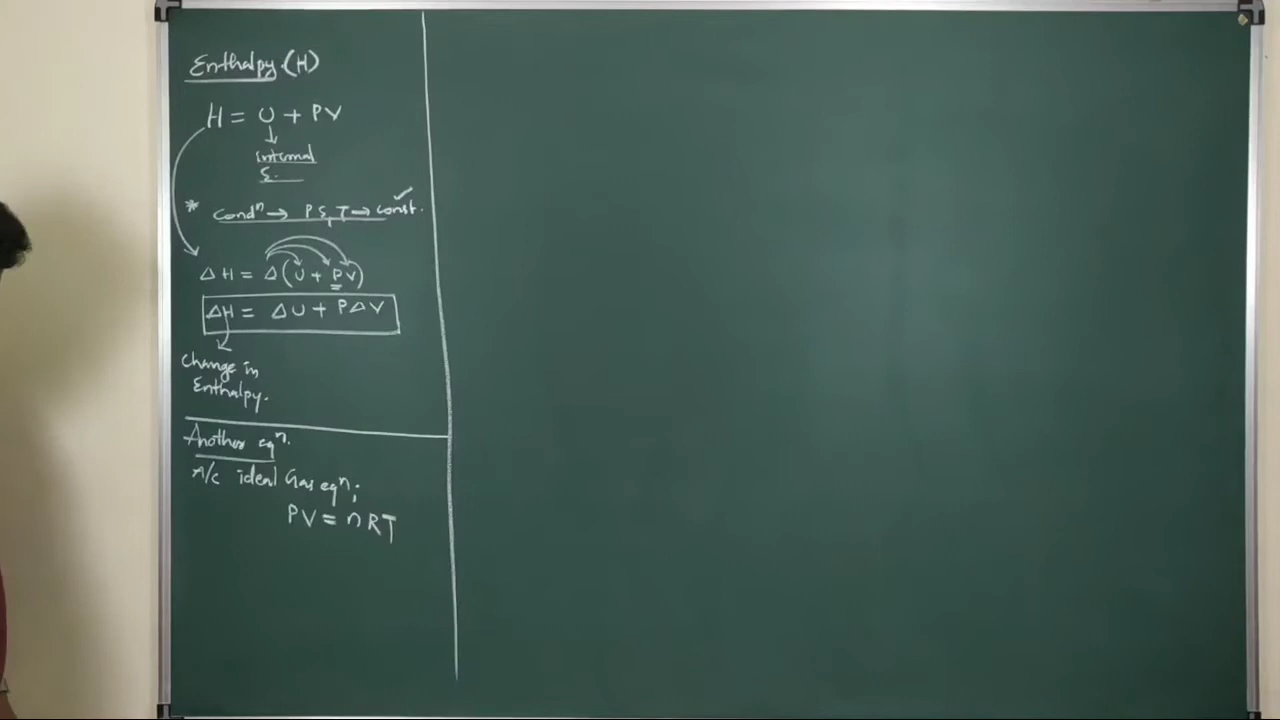 Enthalpy.(H)
H = U + PV
internal
E.
* Condⁿ → P & T → const. ✓
Δ H = Δ (U + PV)
ΔH = ΔU + PΔV
Change in
Enthalpy.
Another eqⁿ.
A/c ideal Gas eqⁿ;
PV = nRT